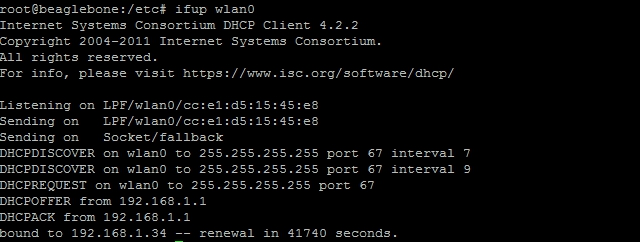 root@beaglebone:/etc# ifup wlan0
Internet Systems Consortium DHCP Client 4.2.2
Copyright 2004-2011 Internet Systems Consortium.
All rights reserved.
For info, please visit https://www.isc.org/software/dhcp/

Listening on LPF/wlan0/cc:e1:d5:15:45:e8
Sending on   LPF/wlan0/cc:e1:d5:15:45:e8
Sending on   Socket/fallback
DHCPDISCOVER on wlan0 to 255.255.255.255 port 67 interval 7
DHCPDISCOVER on wlan0 to 255.255.255.255 port 67 interval 9
DHCPREQUEST on wlan0 to 255.255.255.255 port 67
DHCPOFFER from 192.168.1.1
DHCPACK from 192.168.1.1
bound to 192.168.1.34 -- renewal in 41740 seconds.